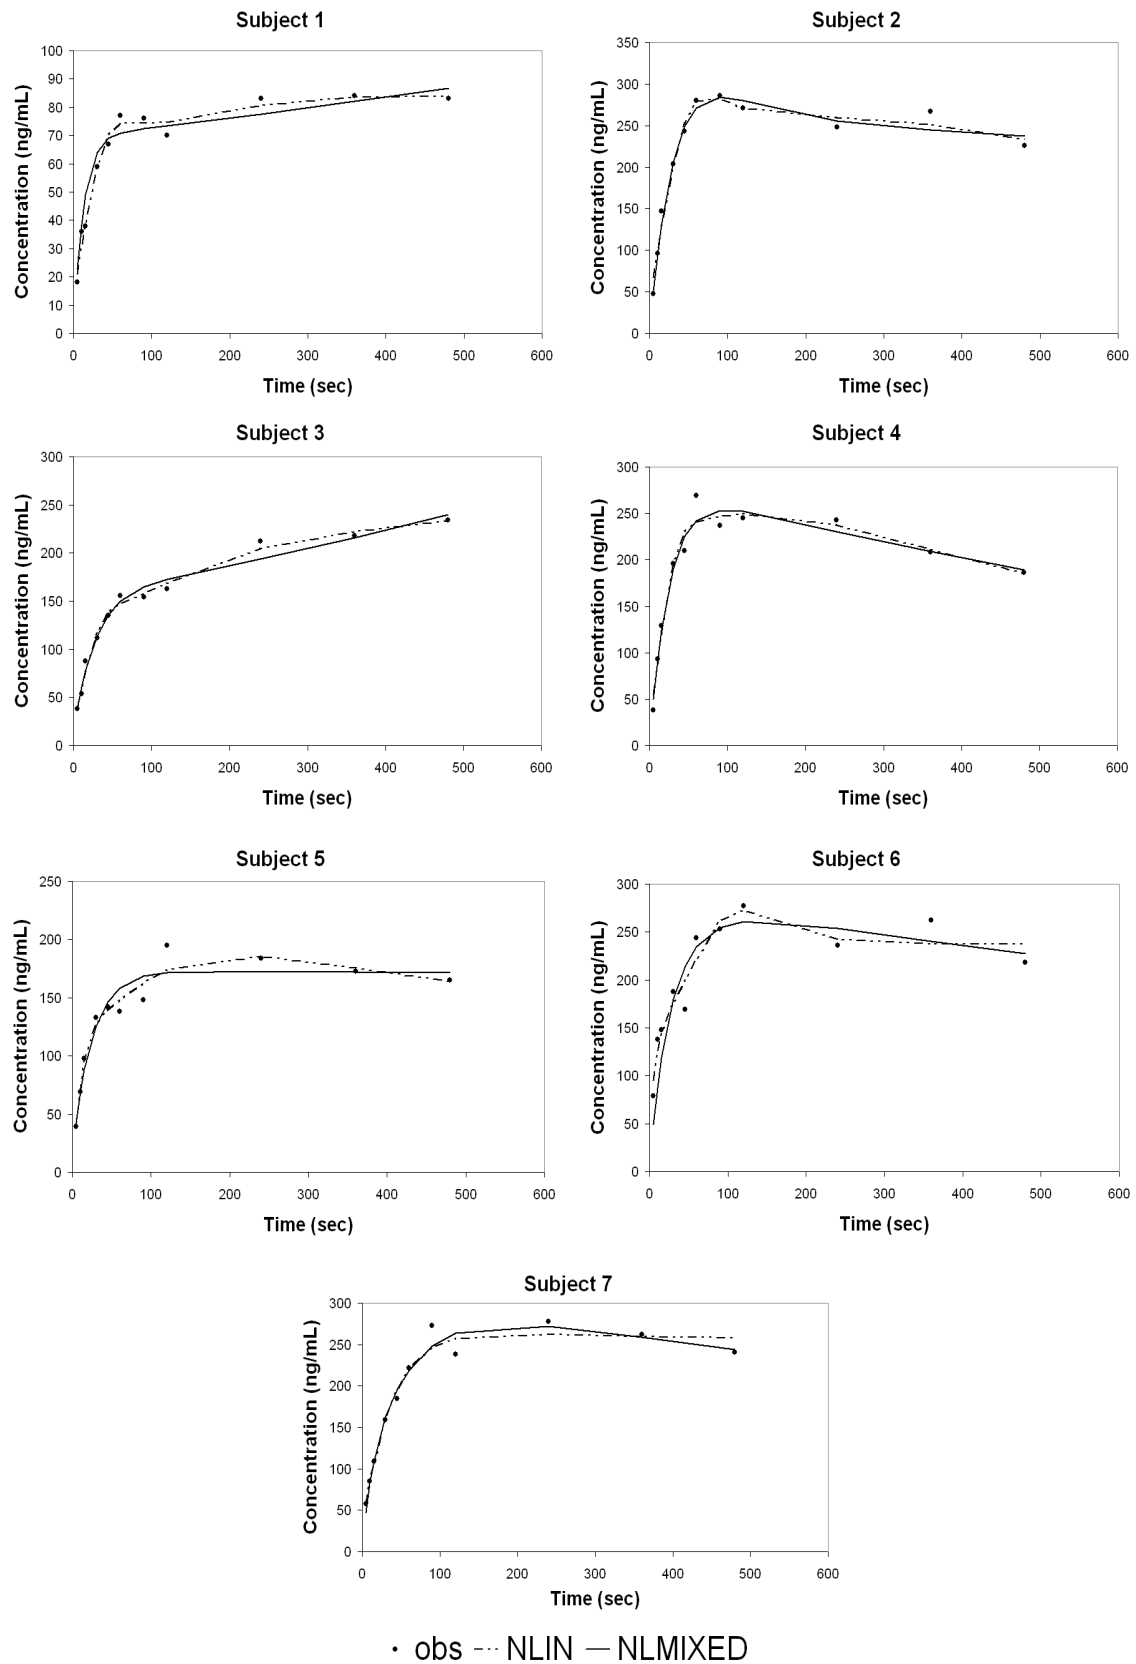 Subject 1
Concentration (ng/mL)
100
90
80
70
60
50
40
30
20
10
0
0 100 200 300 400 500 600
Time (sec)
Subject 2
Concentration (ng/mL)
350
300
250
200
150
100
50
0
0 100 200 300 400 500 600
Time (sec)
Subject 3
Concentration (ng/mL)
300
250
200
150
100
50
0
0 100 200 300 400 500 600
Time (sec)
Subject 4
Concentration (ng/mL)
300
250
200
150
100
50
0
0 100 200 300 400 500 600
Time (sec)
Subject 5
Concentration (ng/mL)
250
200
150
100
50
0
0 100 200 300 400 500 600
Time (sec)
Subject 6
Concentration (ng/mL)
300
250
200
150
100
50
0
0 100 200 300 400 500 600
Time (sec)
Subject 7
Concentration (ng/mL)
300
250
200
150
100
50
0
0 100 200 300 400 500 600
Time (sec)
obs NLIN NLMIXED